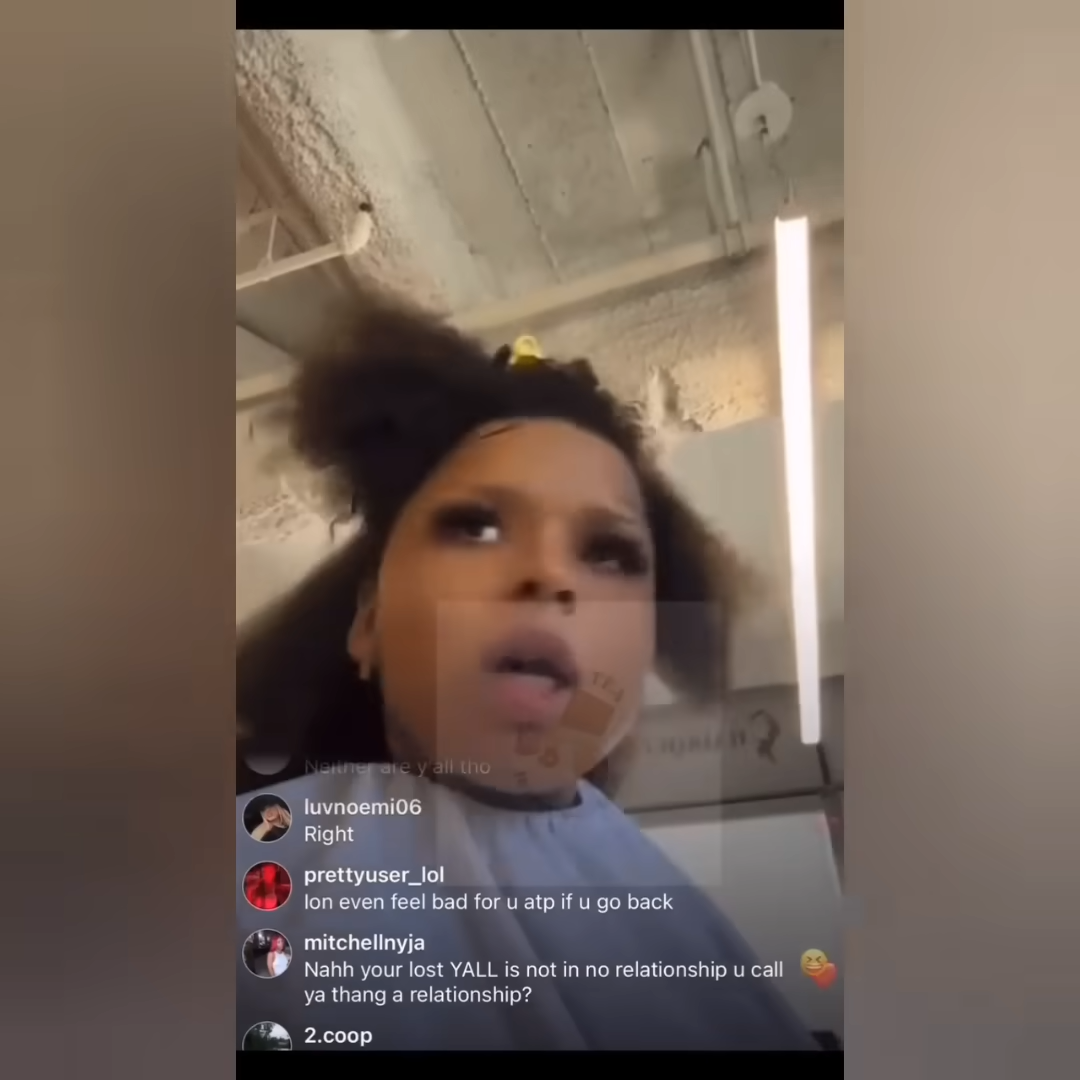 TEA
Neither are y'all tho
luvnoemi06
Right
prettyuser_lol
Ion even feel bad for u atp if u go back
mitchellnyja
Nahh your lost YALL is not in no relationship u call
ya thang a relationship?
2.coop